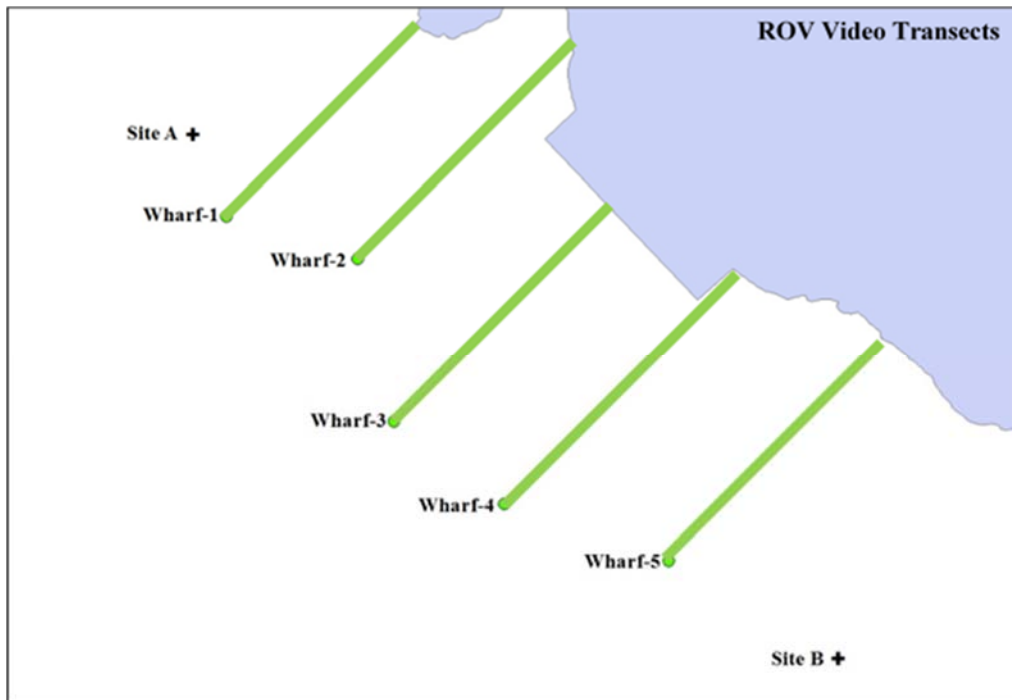 ROV Video Transects
Site A
Wharf-1
Wharf-2
Wharf-3
Wharf-4
Wharf-5
Site B